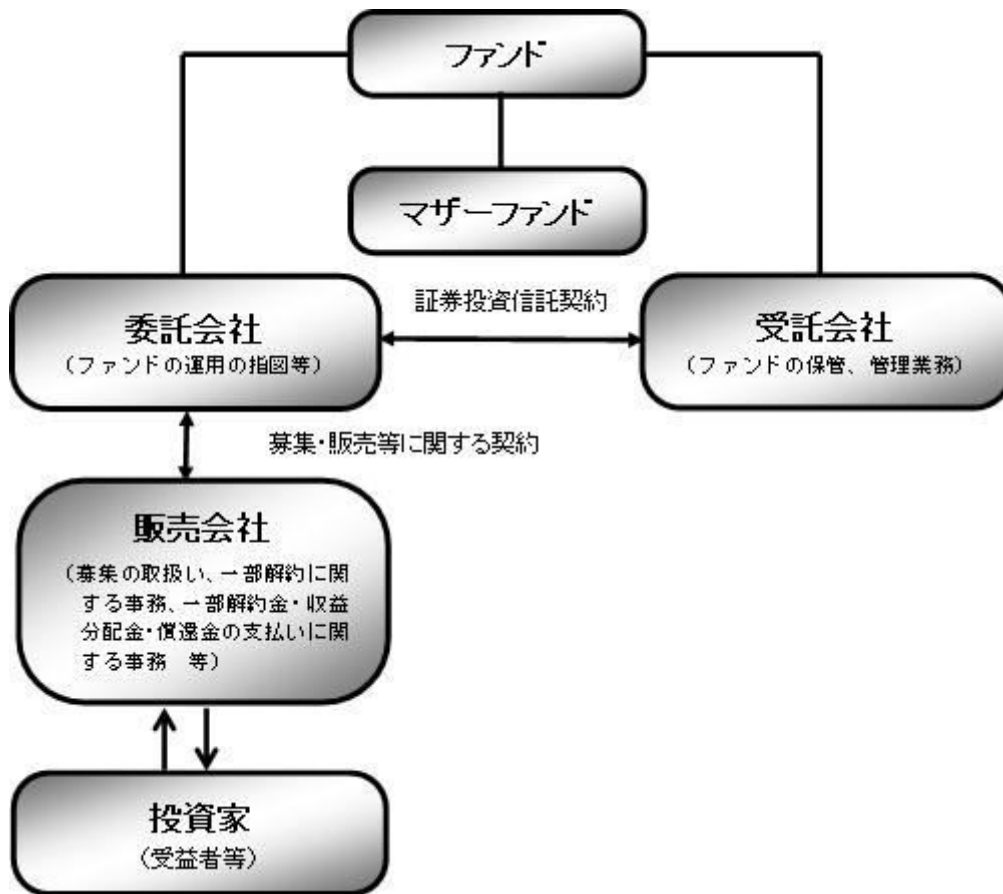 ファンド
マザーファンド
証券投資信託契約
委託会社
（ファンドの運用の指図等）
受託会社
（ファンドの保管、管理業務）
募集・販売等に関する契約
販売会社
（募集の取扱い、一部解約に関
する事務、一部解約金・収益
分配金・償還金の支払いに関
する事務　等）
投資家
（受益者等）